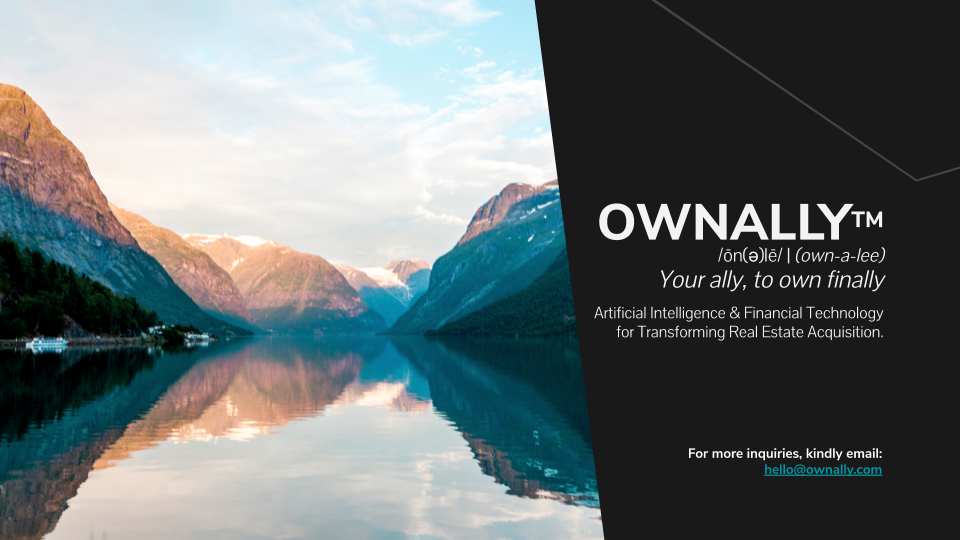 OWNALLY™
/ōn(ə)lē/ | (own-a-lee)
Your ally, to own finally
Artificial Intelligence & Financial Technology
for Transforming Real Estate Acquisition.
For more inquiries, kindly email:
hello@ownally.com